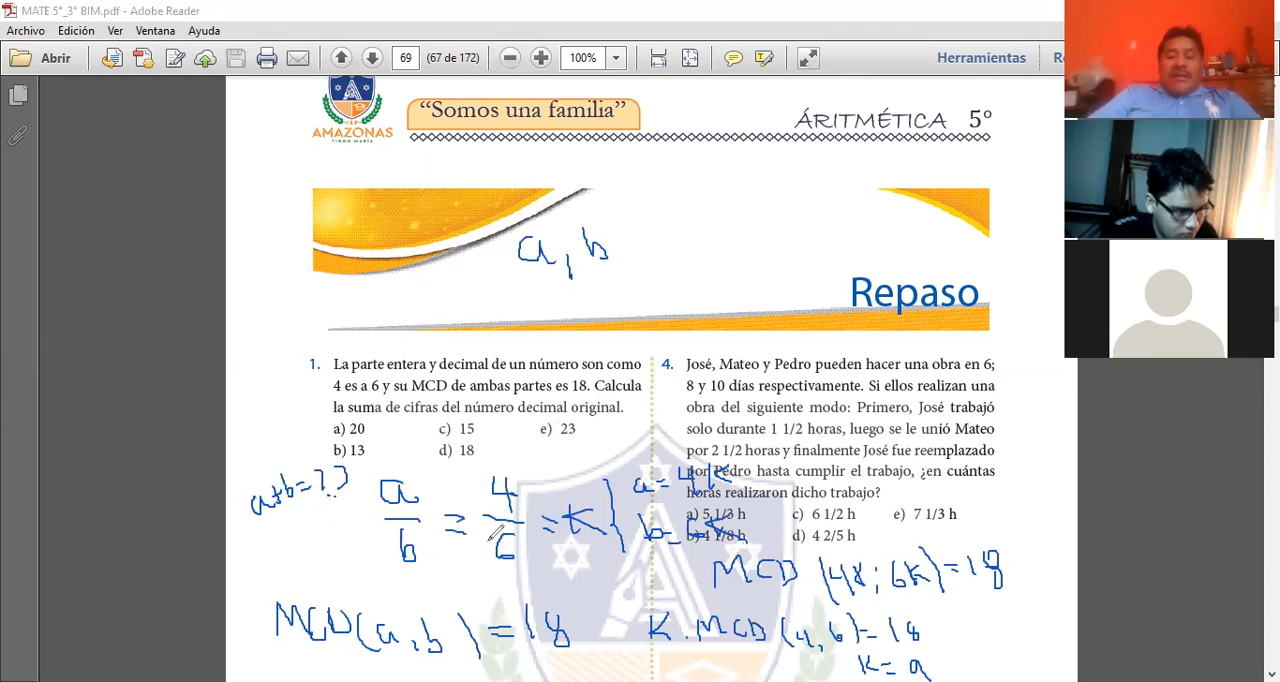 MATE 5°_3° BIM.pdf - Adobe Reader
Archivo Edición Ver Ventana Ayuda
Abrir 69 (67 de 172) 100% Herramientas
"Somos una familia"
ÁRITMÉTICA 5°
I.E.P
AMAZONAS
TINGO MARÍA
a, b
Repaso
1. La parte entera y decimal de un número son como
4 es a 6 y su MCD de ambas partes es 18. Calcula
la suma de cifras del número decimal original.
a) 20 c) 15 e) 23
b) 13 d) 18
4. José, Mateo y Pedro pueden hacer una obra en 6;
8 y 10 días respectivamente. Si ellos realizan una
obra del siguiente modo: Primero, José trabajó
solo durante 1 1/2 horas, luego se le unió Mateo
por 2 1/2 horas y finalmente José fue reemplazado
por Pedro hasta cumplir el trabajo, ¿en cuántas
horas realizaron dicho trabajo?
a) 5 1/3 h c) 6 1/2 h e) 7 1/3 h
b) 4 1/8 h d) 4 2/5 h
a+b=??
a/b = 4/6 = K} a=4K
b=6K
MCD (4K; 6K)=18
MCD(a,b)=18
K.MCD(4,6)=18
K=9